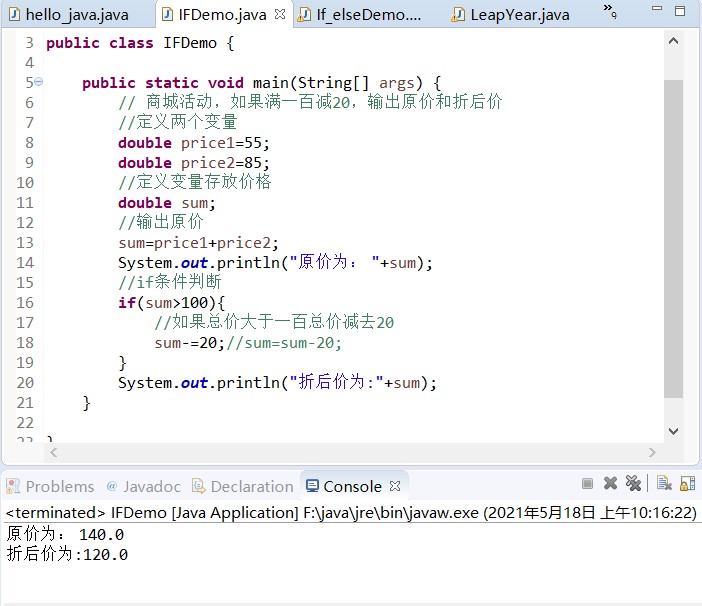 hello_java.java IFDemo.java If_elseDemo.... LeapYear.java »9
3 public class IFDemo {
4
5 public static void main(String[] args) {
6 // 商城活动，如果满一百减20，输出原价和折后价
7 //定义两个变量
8 double price1=55;
9 double price2=85;
10 //定义变量存放价格
11 double sum;
12 //输出原价
13 sum=price1+price2;
14 System.out.println("原价为： "+sum);
15 //if条件判断
16 if(sum>100){
17 //如果总价大于一百总价减去20
18 sum-=20;//sum=sum-20;
19 }
20 System.out.println("折后价为:"+sum);
21 }
22
23 }
Problems @ Javadoc Declaration Console
<terminated> IFDemo [Java Application] F:\java\jre\bin\javaw.exe (2021年5月18日 上午10:16:22)
原价为： 140.0
折后价为:120.0